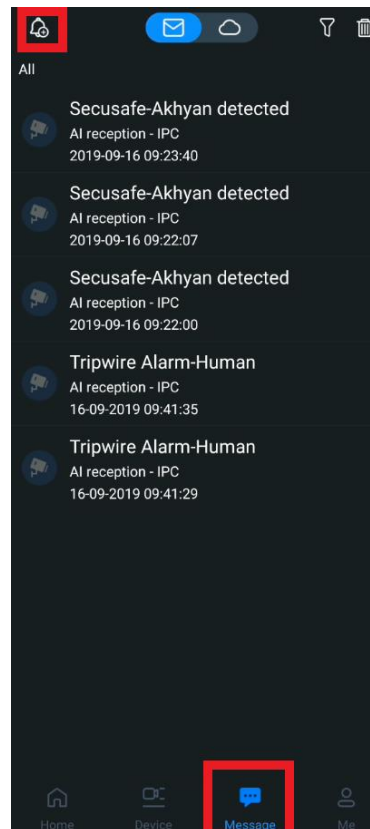 All
Secusafe-Akhyan detected
AI reception - IPC
2019-09-16 09:23:40
Secusafe-Akhyan detected
AI reception - IPC
2019-09-16 09:22:07
Secusafe-Akhyan detected
AI reception - IPC
2019-09-16 09:22:00
Tripwire Alarm-Human
AI reception - IPC
16-09-2019 09:41:35
Tripwire Alarm-Human
AI reception - IPC
16-09-2019 09:41:29
Home Device Message Me